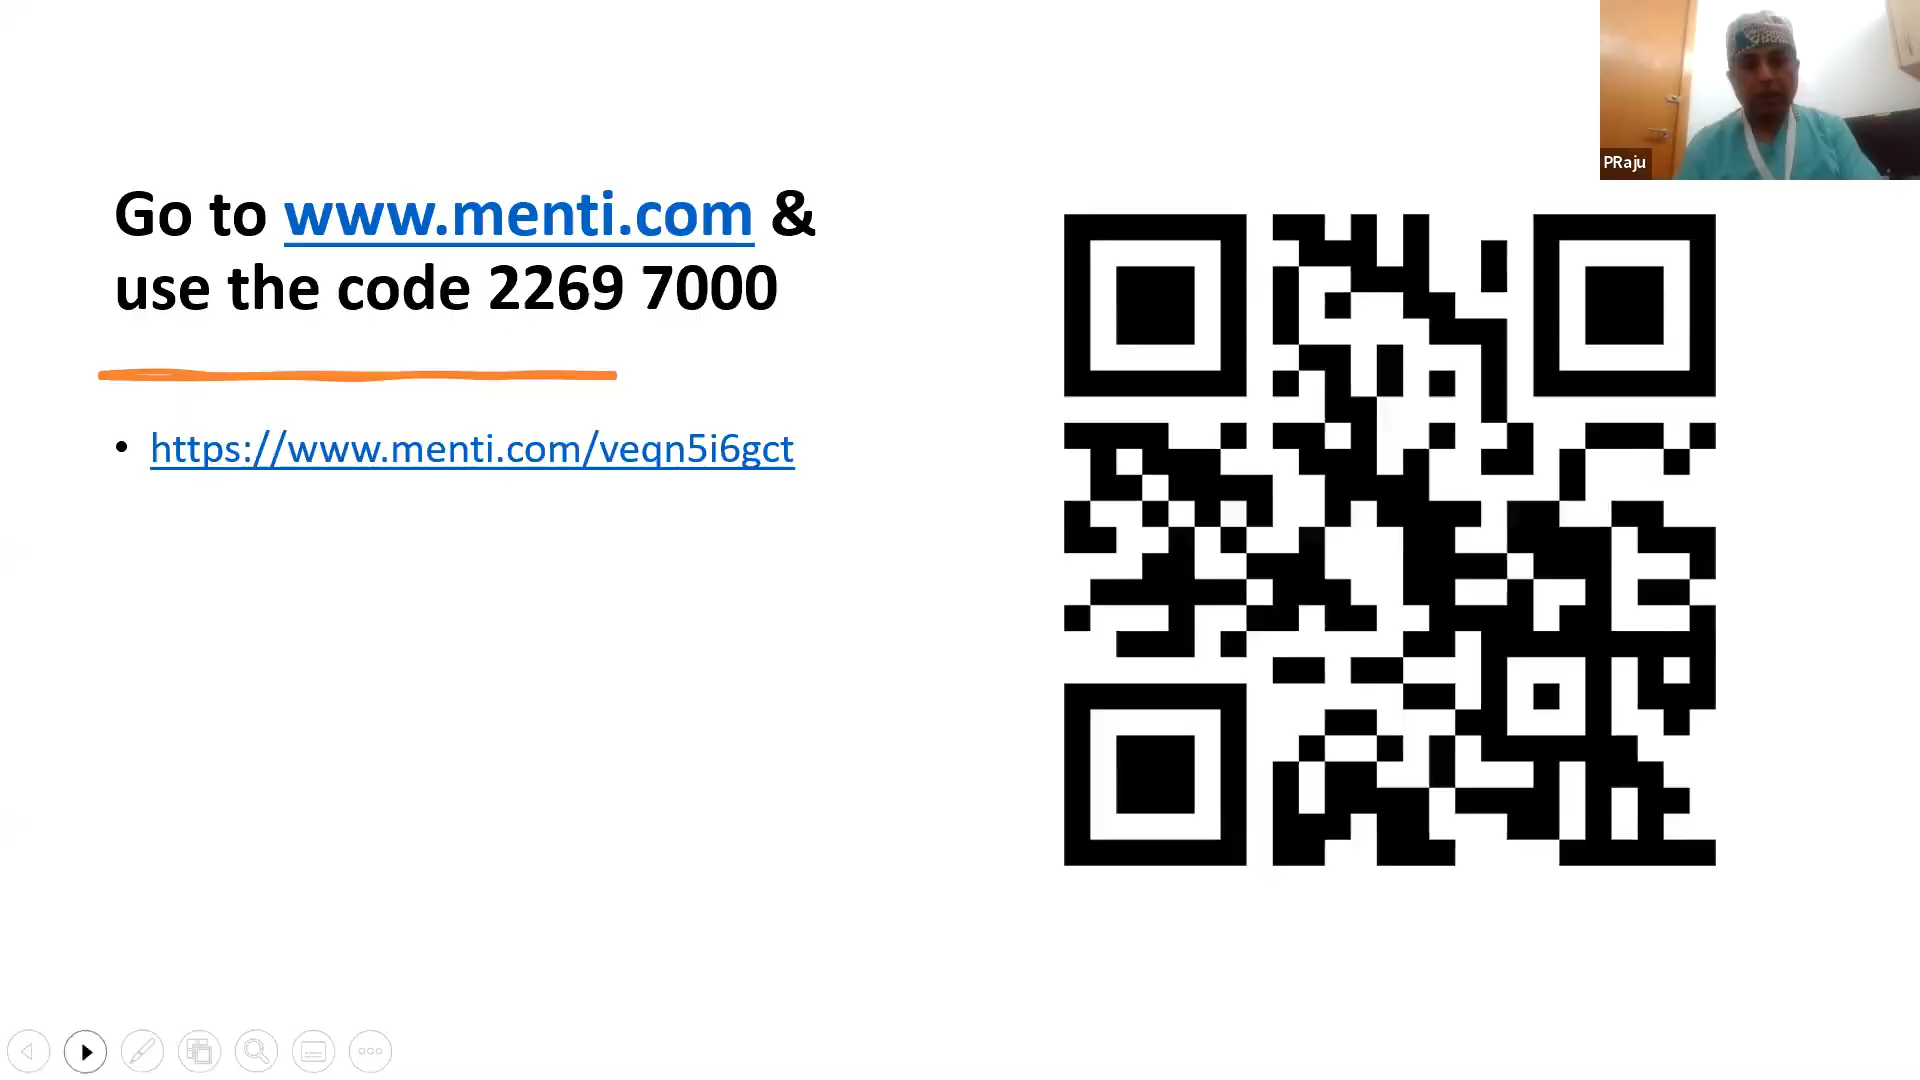 Go to www.menti.com &
use the code 2269 7000
• https://www.menti.com/veqn5i6gct
PRaju